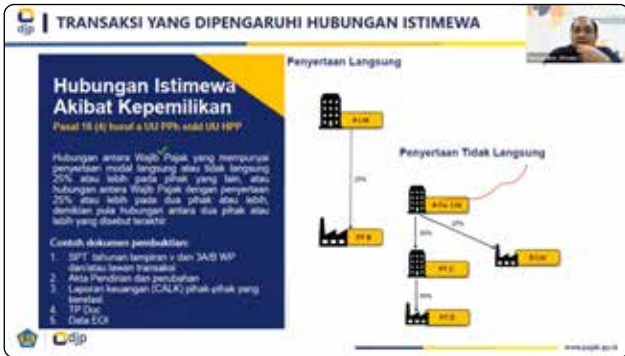 djp
TRANSAKSI YANG DIPENGARUHI HUBUNGAN ISTIMEWA
Hubungan Istimewa
Akibat Kepemilikan
Pasal 18 (4) huruf a UU PPh stdd UU HPP
Hubungan antara Wajib Pajak yang mempunyai
penyertaan modal langsung atau tidak langsung
25% atau lebih pada pihak yang lain, atau
hubungan antara Wajib Pajak dengan penyertaan
25% atau lebih pada dua pihak atau lebih,
demikian pula hubungan antara dua pihak atau
lebih yang disebut terakhir.
Contoh dokumen pembuktian:
1. SPT tahunan lampiran V dan 3A/B WP
dan/atau lawan transaksi
2. Akta Pendirian dan perubahan
3. Laporan keuangan (CALK) pihak-pihak yang
berelasi
4. TP Doc
5. Data EOI
Penyertaan Langsung
PT B
Penyertaan Tidak Langsung
PT C
PT D
djp
www.pajak.go.id